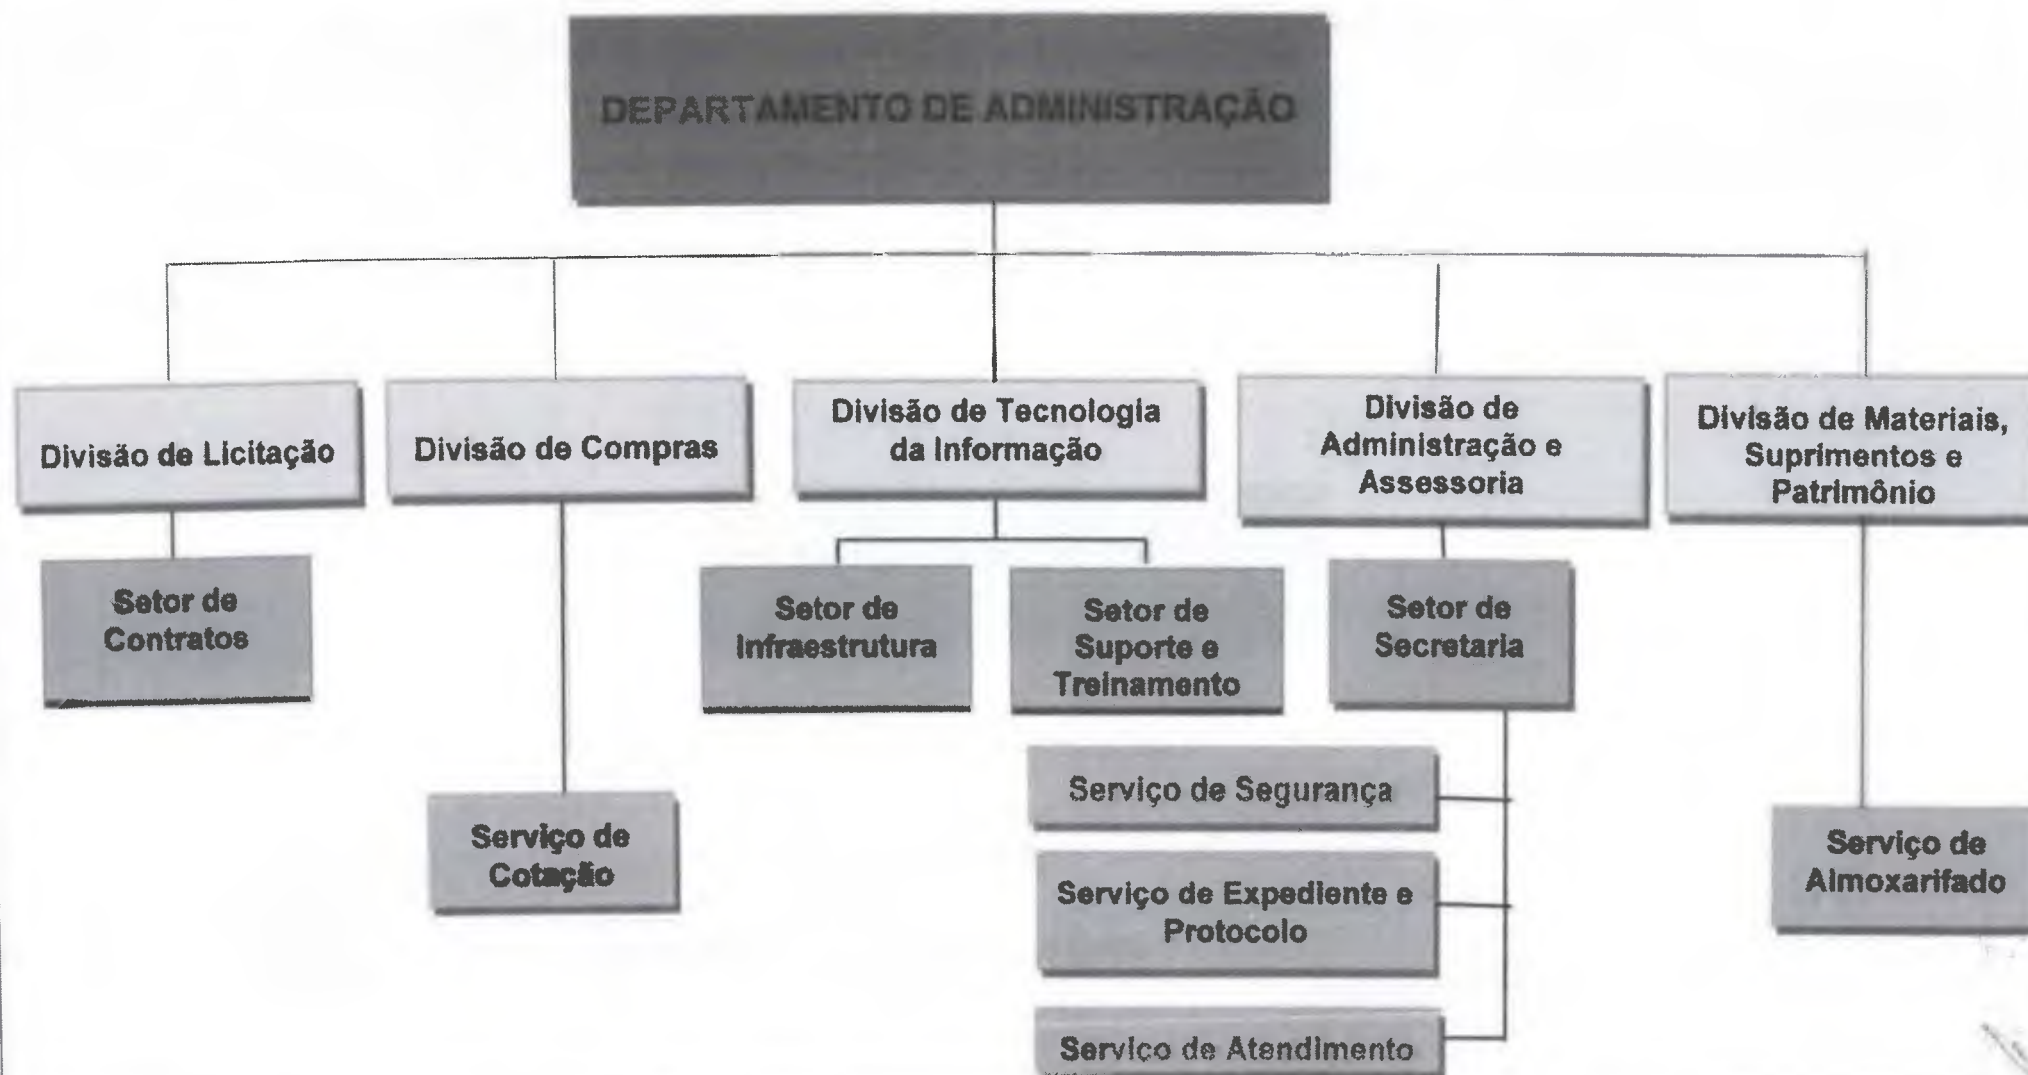 DEPARTAMENTO DE ADMINISTRAÇÃO
Divisão de Licitação
Divisão de Compras
Divisão de Tecnologia
da Informação
Divisão de
Administração e
Assessoria
Divisão de Materiais,
Suprimentos e
Patrimônio
Setor de
Contratos
Setor de
Infraestrutura
Setor de
Suporte e
Treinamento
Setor de
Secretaria
Serviço de Segurança
Serviço de
Cotação
Serviço de Expediente e
Protocolo
Serviço de
Almoxarifado
Serviço de Atendimento